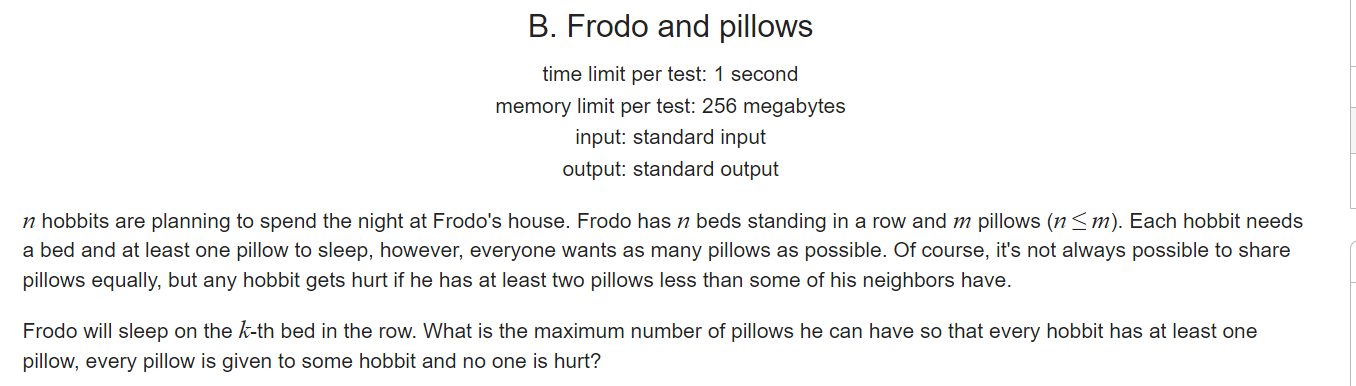 B. Frodo and pillows
time limit per test: 1 second
memory limit per test: 256 megabytes
input: standard input
output: standard output
n hobbits are planning to spend the night at Frodo's house. Frodo has n beds standing in a row and m pillows (n ≤ m). Each hobbit needs
a bed and at least one pillow to sleep, however, everyone wants as many pillows as possible. Of course, it's not always possible to share
pillows equally, but any hobbit gets hurt if he has at least two pillows less than some of his neighbors have.
Frodo will sleep on the k-th bed in the row. What is the maximum number of pillows he can have so that every hobbit has at least one
pillow, every pillow is given to some hobbit and no one is hurt?